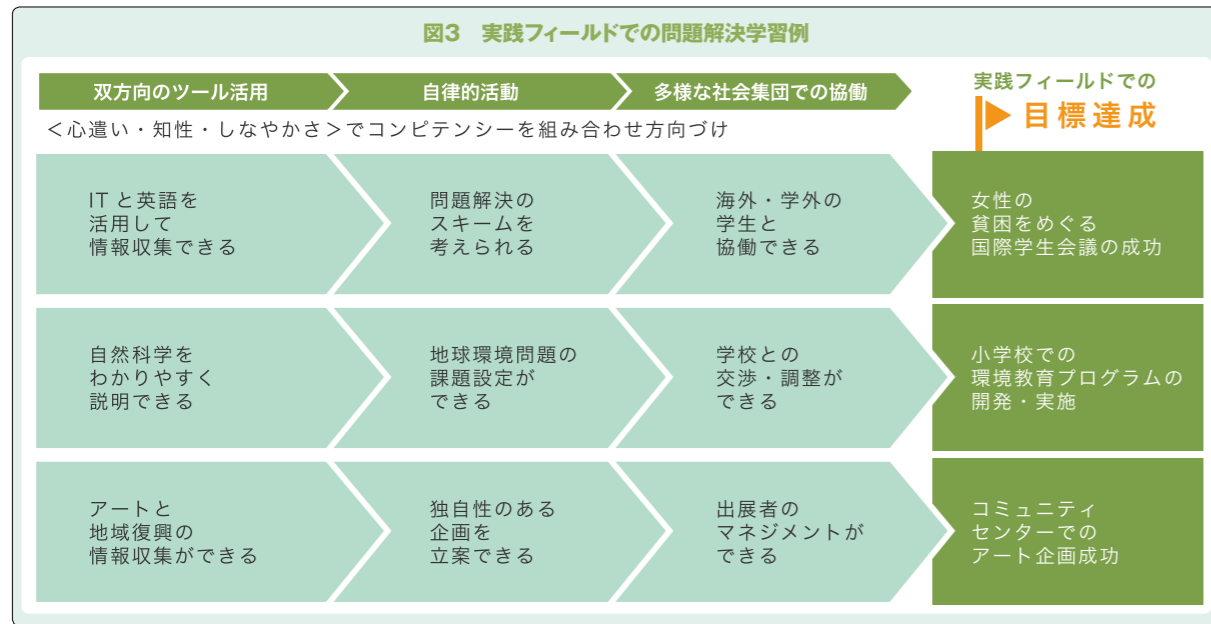 図3 実践フィールドでの問題解決学習例
双方向のツール活用
自律的活動
多様な社会集団での協働
実践フィールドでの
目標達成
<心遣い・知性・しなやかさ>でコンピテンシーを組み合わせ方向づけ
ITと英語を
活用して
情報収集できる
問題解決の
スキームを
考えられる
海外・学外の
学生と
協働できる
女性の
貧困をめぐる
国際学生会議の成功
自然科学を
わかりやすく
説明できる
地球環境問題の
課題設定が
できる
学校との
交渉・調整が
できる
小学校での
環境教育プログラムの
開発・実施
アートと
地域復興の
情報収集ができる
独自性のある
企画を
立案できる
出展者の
マネジメントが
できる
コミュニティ
センターでの
アート企画成功